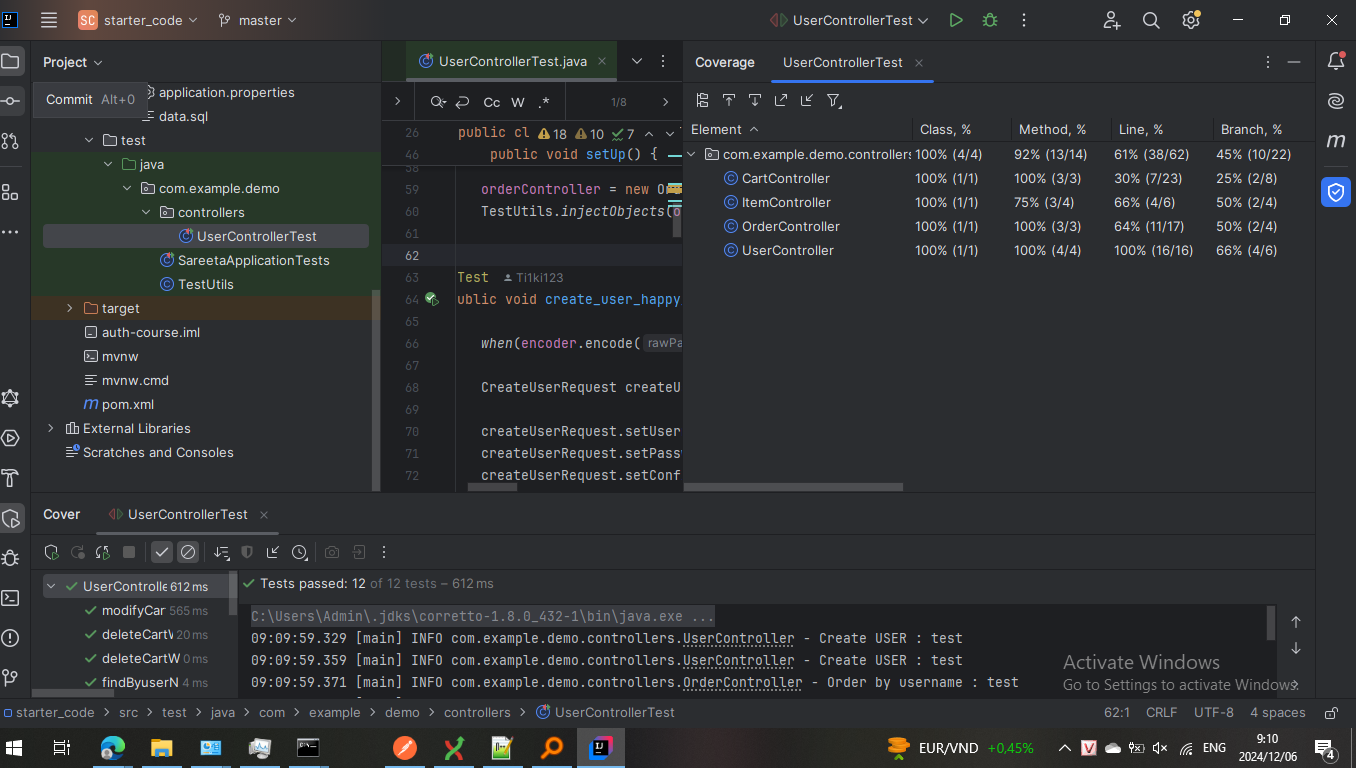 SC starter_code master UserControllerTest
Project
Commit Alt+0
application.properties
data.sql
test
java
com.example.demo
controllers
UserControllerTest
SareetaApplicationTests
TestUtils
target
auth-course.iml
mvnw
mvnw.cmd
pom.xml
External Libraries
Scratches and Consoles
UserControllerTest.java
Cc W .* 1/8
26 public cl 18 10 7
46 public void setUp() {
58
59 orderController = new Or
60 TestUtils.injectObjects(o
61
62
63 Test Ti1ki123
64 ublic void create_user_happy
65
66 when(encoder.encode( rawPa
67
68 CreateUserRequest createU
69
70 createUserRequest.setUser
71 createUserRequest.setPass
72 createUserRequest.setConf
Coverage UserControllerTest
Element Class, % Method, % Line, % Branch, %
com.example.demo.controllers 100% (4/4) 92% (13/14) 61% (38/62) 45% (10/22)
CartController 100% (1/1) 100% (3/3) 30% (7/23) 25% (2/8)
ItemController 100% (1/1) 75% (3/4) 66% (4/6) 50% (2/4)
OrderController 100% (1/1) 100% (3/3) 64% (11/17) 50% (2/4)
UserController 100% (1/1) 100% (4/4) 100% (16/16) 66% (4/6)
m
Cover UserControllerTest
UserControlle 612 ms
modifyCar 565 ms
deleteCartW 20 ms
deleteCartW 0 ms
findByuserN 4 ms
Tests passed: 12 of 12 tests – 612 ms
C:\Users\Admin\.jdks\corretto-1.8.0_432-1\bin\java.exe ...
09:09:59.329 [main] INFO com.example.demo.controllers.UserController - Create USER : test
09:09:59.359 [main] INFO com.example.demo.controllers.UserController - Create USER : test
09:09:59.371 [main] INFO com.example.demo.controllers.OrderController - Order by username : test
Activate Windows
Go to Settings to activate Windows.
starter_code > src > test > java > com > example > demo > controllers > UserControllerTest 62:1 CRLF UTF-8 4 spaces
EUR/VND +0,45% ENG
9:10
2024/12/06
4